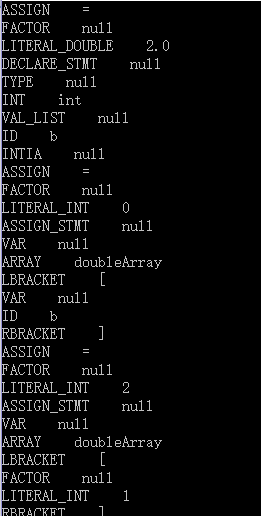 ASSIGN    =
FACTOR    null
LITERAL_DOUBLE    2.0
DECLARE_STMT    null
TYPE    null
INT    int
VAL_LIST    null
ID    b
INTIA    null
ASSIGN    =
FACTOR    null
LITERAL_INT    0
ASSIGN_STMT    null
VAR    null
ARRAY    doubleArray
LBRACKET    [
VAR    null
ID    b
RBRACKET    ]
ASSIGN    =
FACTOR    null
LITERAL_INT    2
ASSIGN_STMT    null
VAR    null
ARRAY    doubleArray
LBRACKET    [
FACTOR    null
LITERAL_INT    1
RBRACKET    ]